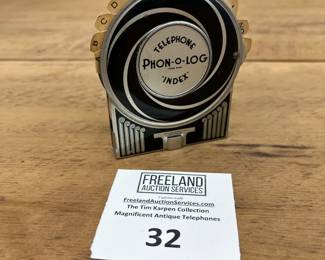 B
C
D
TELEPHONE
PHON-O-LOG
"INDEX"
FREELAND
AUCTION SERVICES
FreelandAuctionServices.com
The Tim Karpen Collection
Magnificent Antique Telephones
32